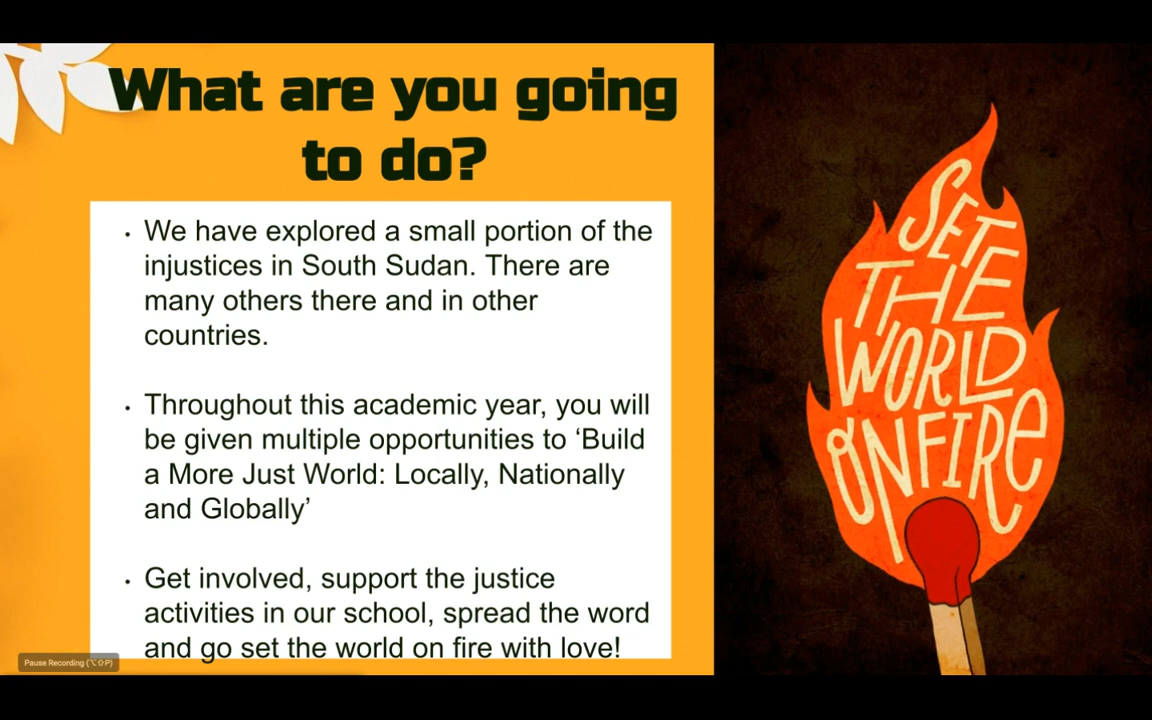 What are you going
to do?
• We have explored a small portion of the
injustices in South Sudan. There are
many others there and in other
countries.
• Throughout this academic year, you will
be given multiple opportunities to ‘Build
a More Just World: Locally, Nationally
and Globally’
• Get involved, support the justice
activities in our school, spread the word
and go set the world on fire with love!
SET
THE
WORLD
ON FIRE
Pause Recording (⌥⇧P)